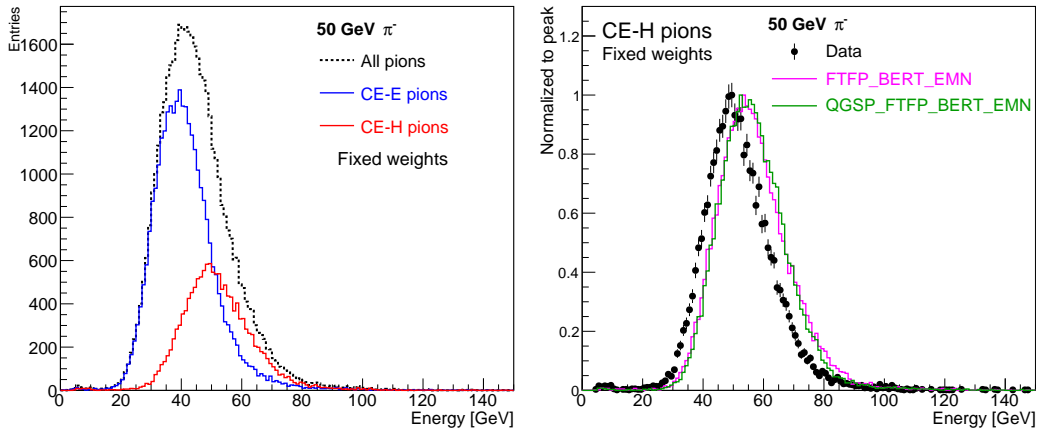 50 GeV π⁻
All pions
CE-E pions
CE-H pions
Fixed weights
Entries
1600
1400
1200
1000
800
600
400
200
0
0 20 40 60 80 100 120 140
Energy [GeV]
CE-H pions
Fixed weights
50 GeV π⁻
Data
FTFP_BERT_EMN
QGSP_FTFP_BERT_EMN
Normalized to peak
1.2
1
0.8
0.6
0.4
0.2
0
0 20 40 60 80 100 120 140
Energy [GeV]